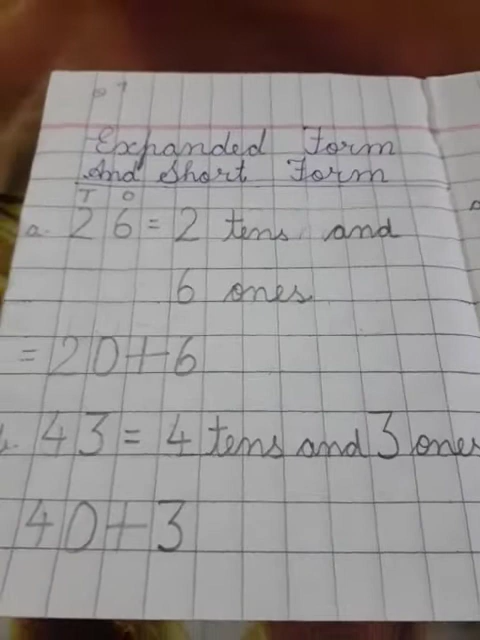 Expanded Form
And Short Form
T O
a. 26 = 2 tens and
6 ones
= 20+6
b. 43 = 4 tens and 3 ones
40+3